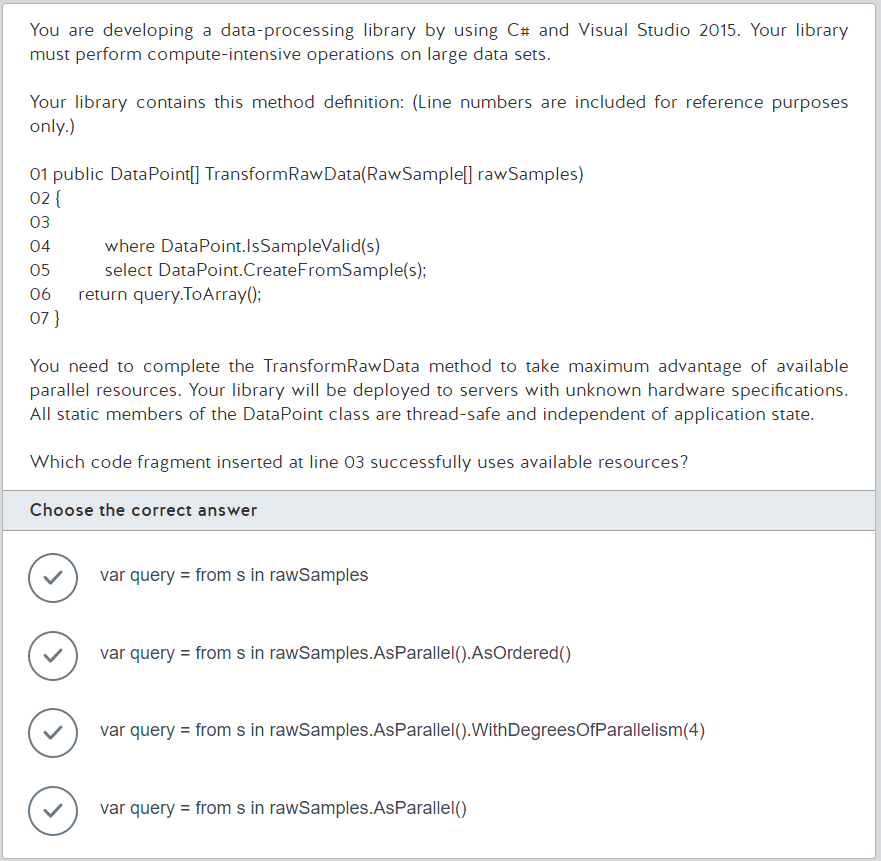 You are developing a data-processing library by using C# and Visual Studio 2015. Your library
must perform compute-intensive operations on large data sets.
Your library contains this method definition: (Line numbers are included for reference purposes
only.)
01 public DataPoint[] TransformRawData(RawSample[] rawSamples)
02 {
03
04 where DataPoint.IsSampleValid(s)
05 select DataPoint.CreateFromSample(s);
06 return query.ToArray();
07 }
You need to complete the TransformRawData method to take maximum advantage of available
parallel resources. Your library will be deployed to servers with unknown hardware specifications.
All static members of the DataPoint class are thread-safe and independent of application state.
Which code fragment inserted at line 03 successfully uses available resources?
Choose the correct answer
var query = from s in rawSamples
var query = from s in rawSamples.AsParallel().AsOrdered()
var query = from s in rawSamples.AsParallel().WithDegreesOfParallelism(4)
var query = from s in rawSamples.AsParallel()